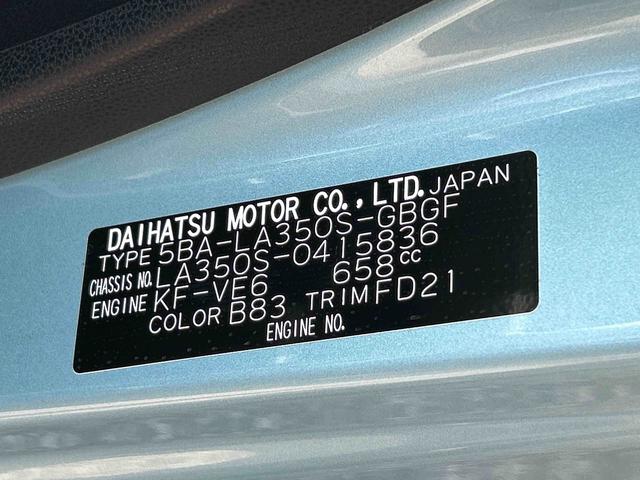 DAIHATSU MOTOR CO., LTD. JAPAN
TYPE 5BA-LA350S-GBGF
CHASSIS NO. LA350S-0415836
ENGINE KF-VE6 658cc
COLOR B83 TRIM FD21
ENGINE NO.